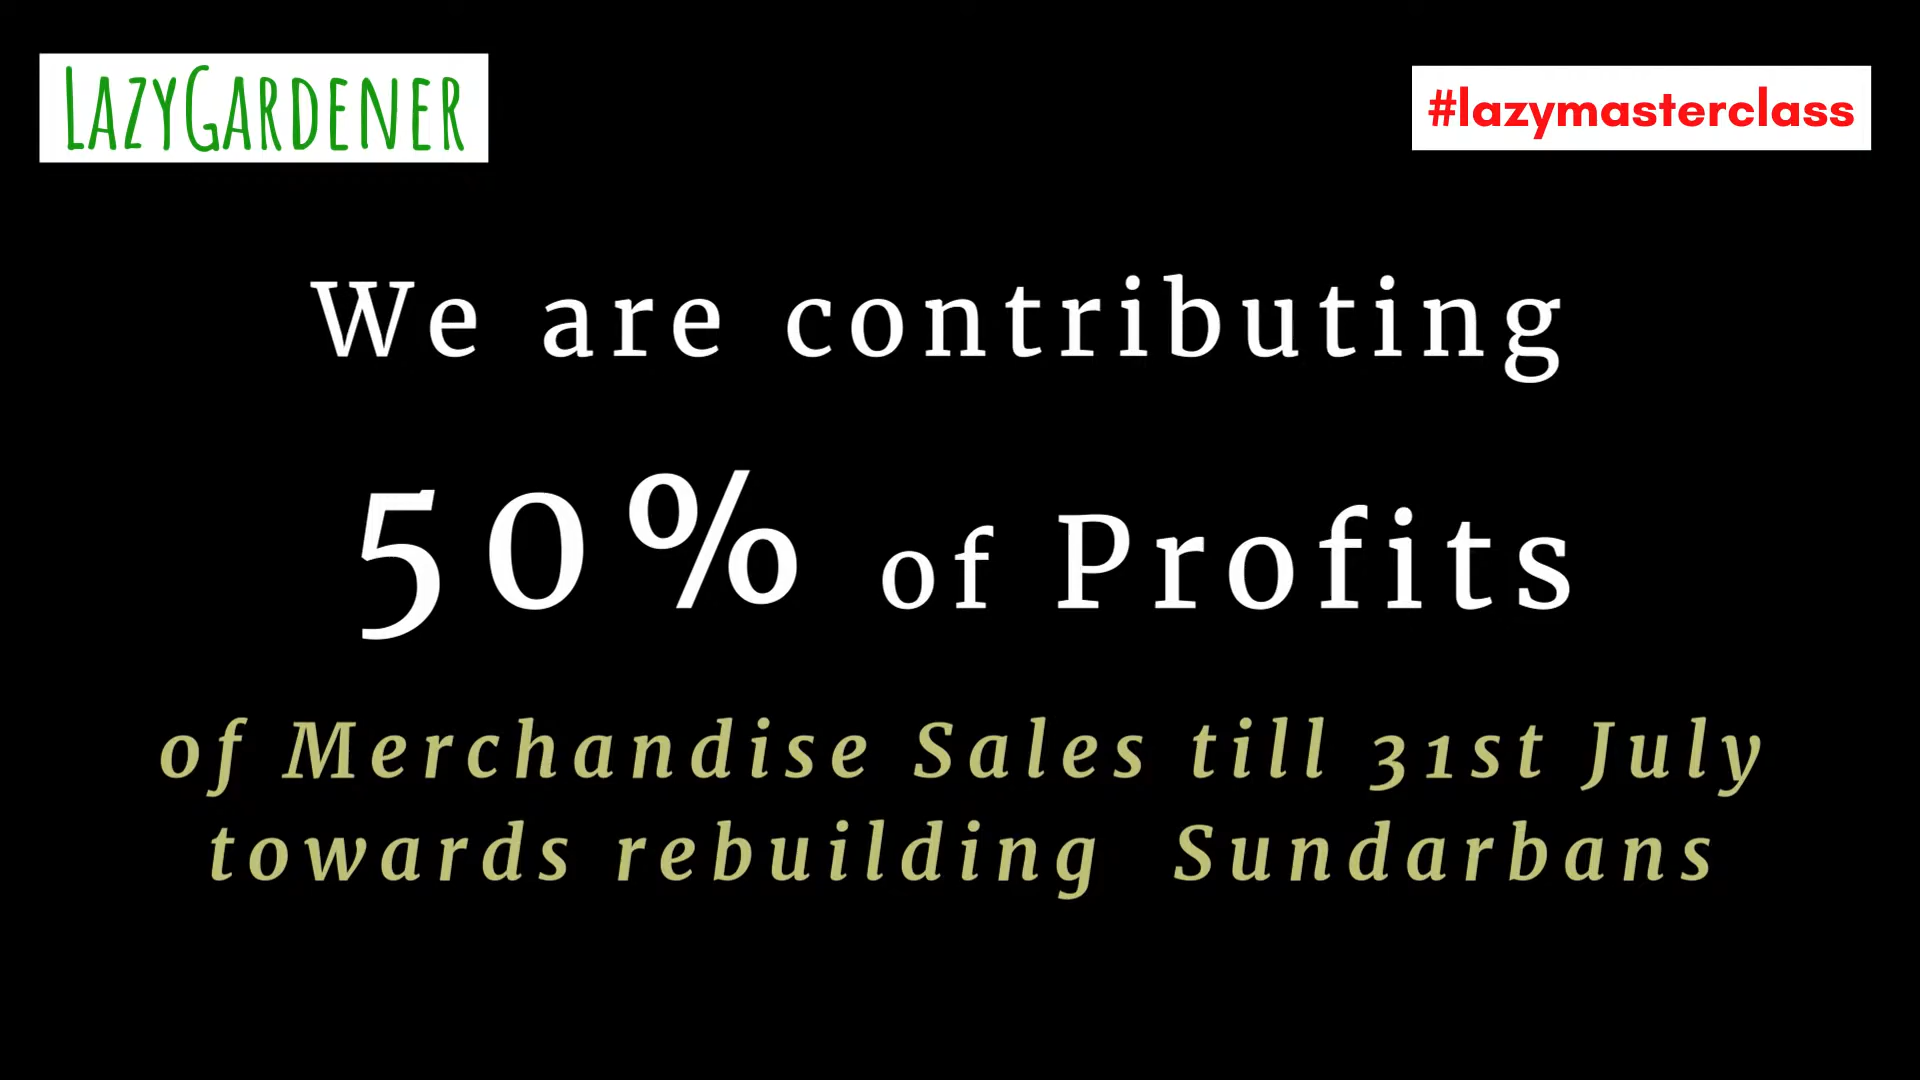 LazyGardener
#lazymasterclass
We are contributing
50% of Profits
of Merchandise Sales till 31st July
towards rebuilding Sundarbans